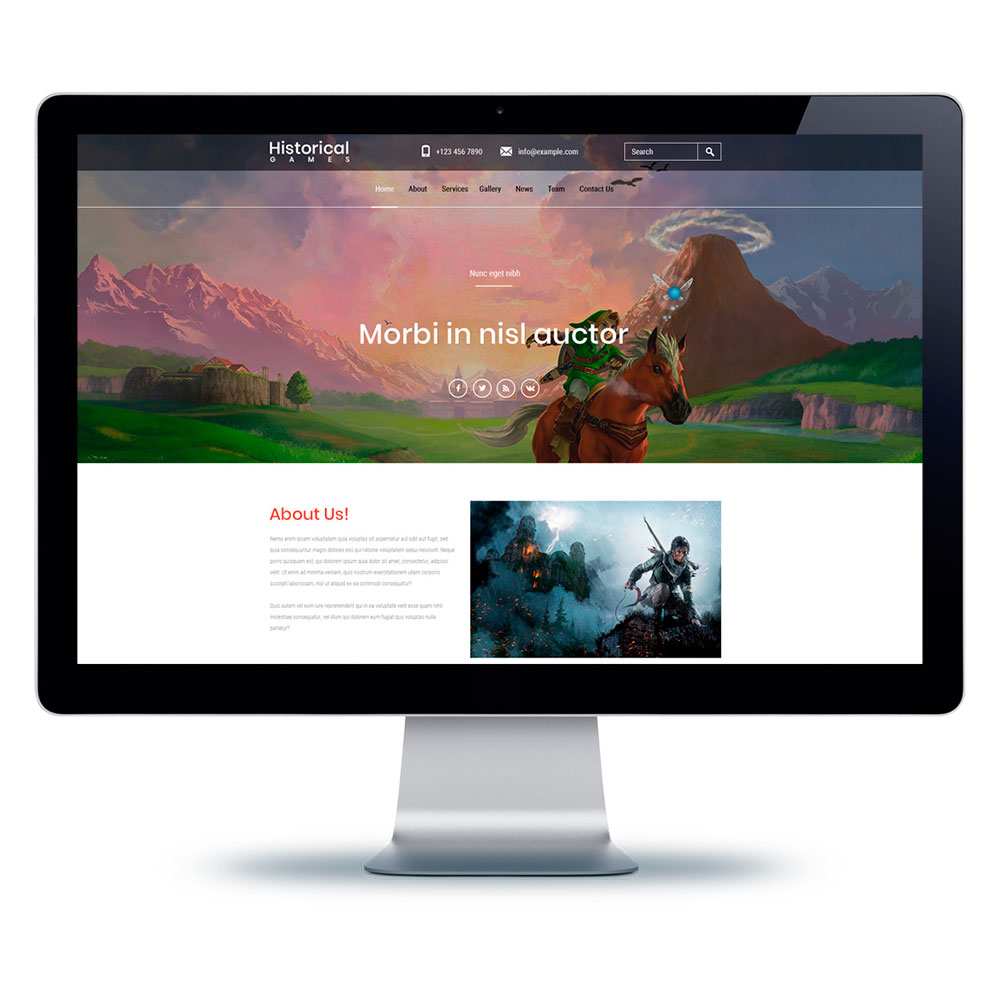 Historical
GAMES
+123 456 7890
info@example.com
Search
Home About Services Gallery News Team Contact Us
Nunc eget nibh
Morbi in nisl auctor
About Us!
Nemo enim ipsam voluptatem quia voluptas sit aspernatur aut odit aut fugit, sed
quia consequuntur magni dolores eos qui ratione voluptatem sequi nesciunt. Neque
porro quisquam est, qui dolorem ipsum quia dolor sit amet, consectetur, adipisci
velit. Ut enim ad minima veniam, quis nostrum exercitationem ullam corporis
suscipit laboriosam, nisi ut aliquid ex ea commodi consequatur?
Quis autem vel eum iure reprehenderit qui in ea voluptate velit esse quam nihil
molestiae consequatur, vel illum qui dolorem eum fugiat quo voluptas nulla
pariatur?